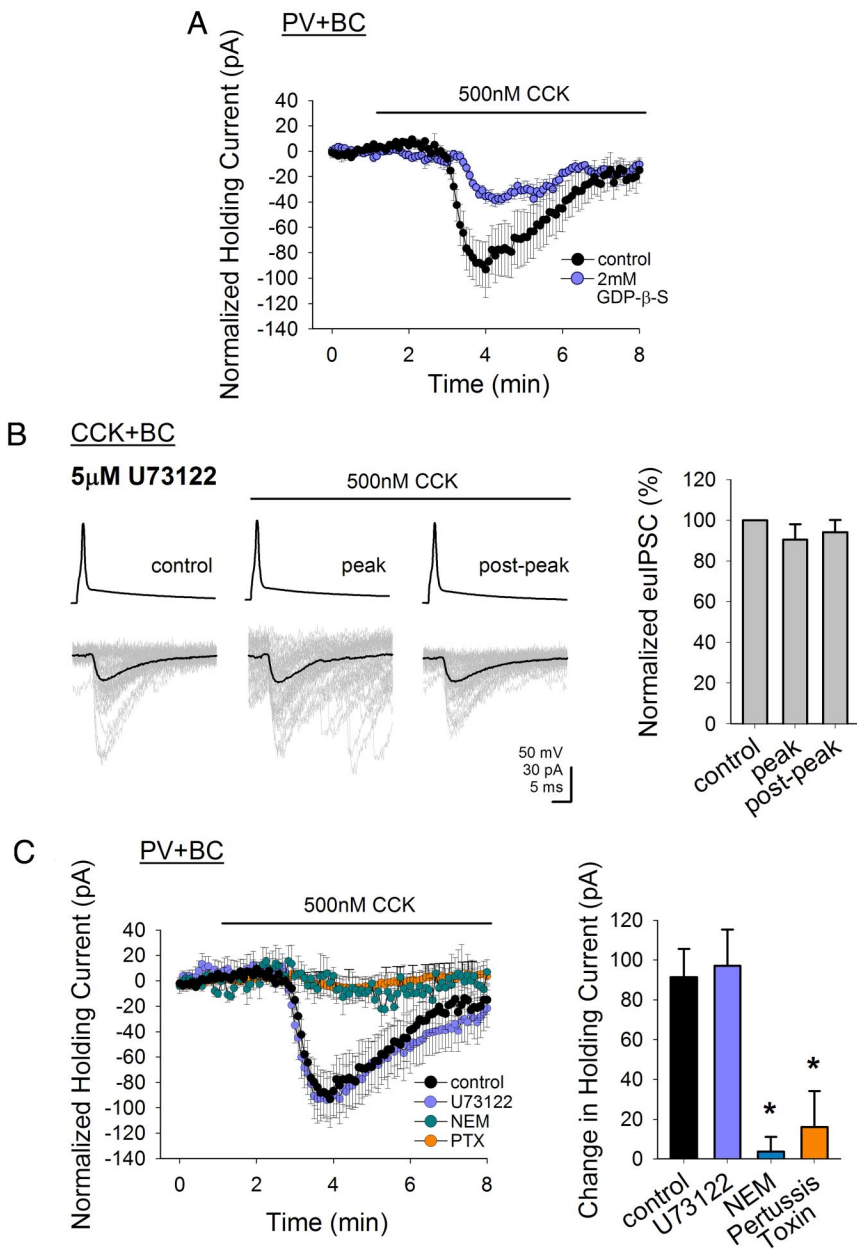 A
PV+BC
500nM CCK
Normalized Holding Current (pA)
40
20
0
-20
-40
-60
-80
-100
-120
-140
control
2mM
GDP-β-S
0 2 4 6 8
Time (min)
B
CCK+BC
5μM U73122
500nM CCK
control
peak
post-peak
50 mV
30 pA
5 ms
Normalized euIPSC (%)
120
100
80
60
40
20
0
control
peak
post-peak
C
PV+BC
500nM CCK
Normalized Holding Current (pA)
40
20
0
-20
-40
-60
-80
-100
-120
-140
control
U73122
NEM
PTX
0 2 4 6 8
Time (min)
Change in Holding Current (pA)
120
100
80
60
40
20
0
*
*
control
U73122
NEM
Pertussis
Toxin